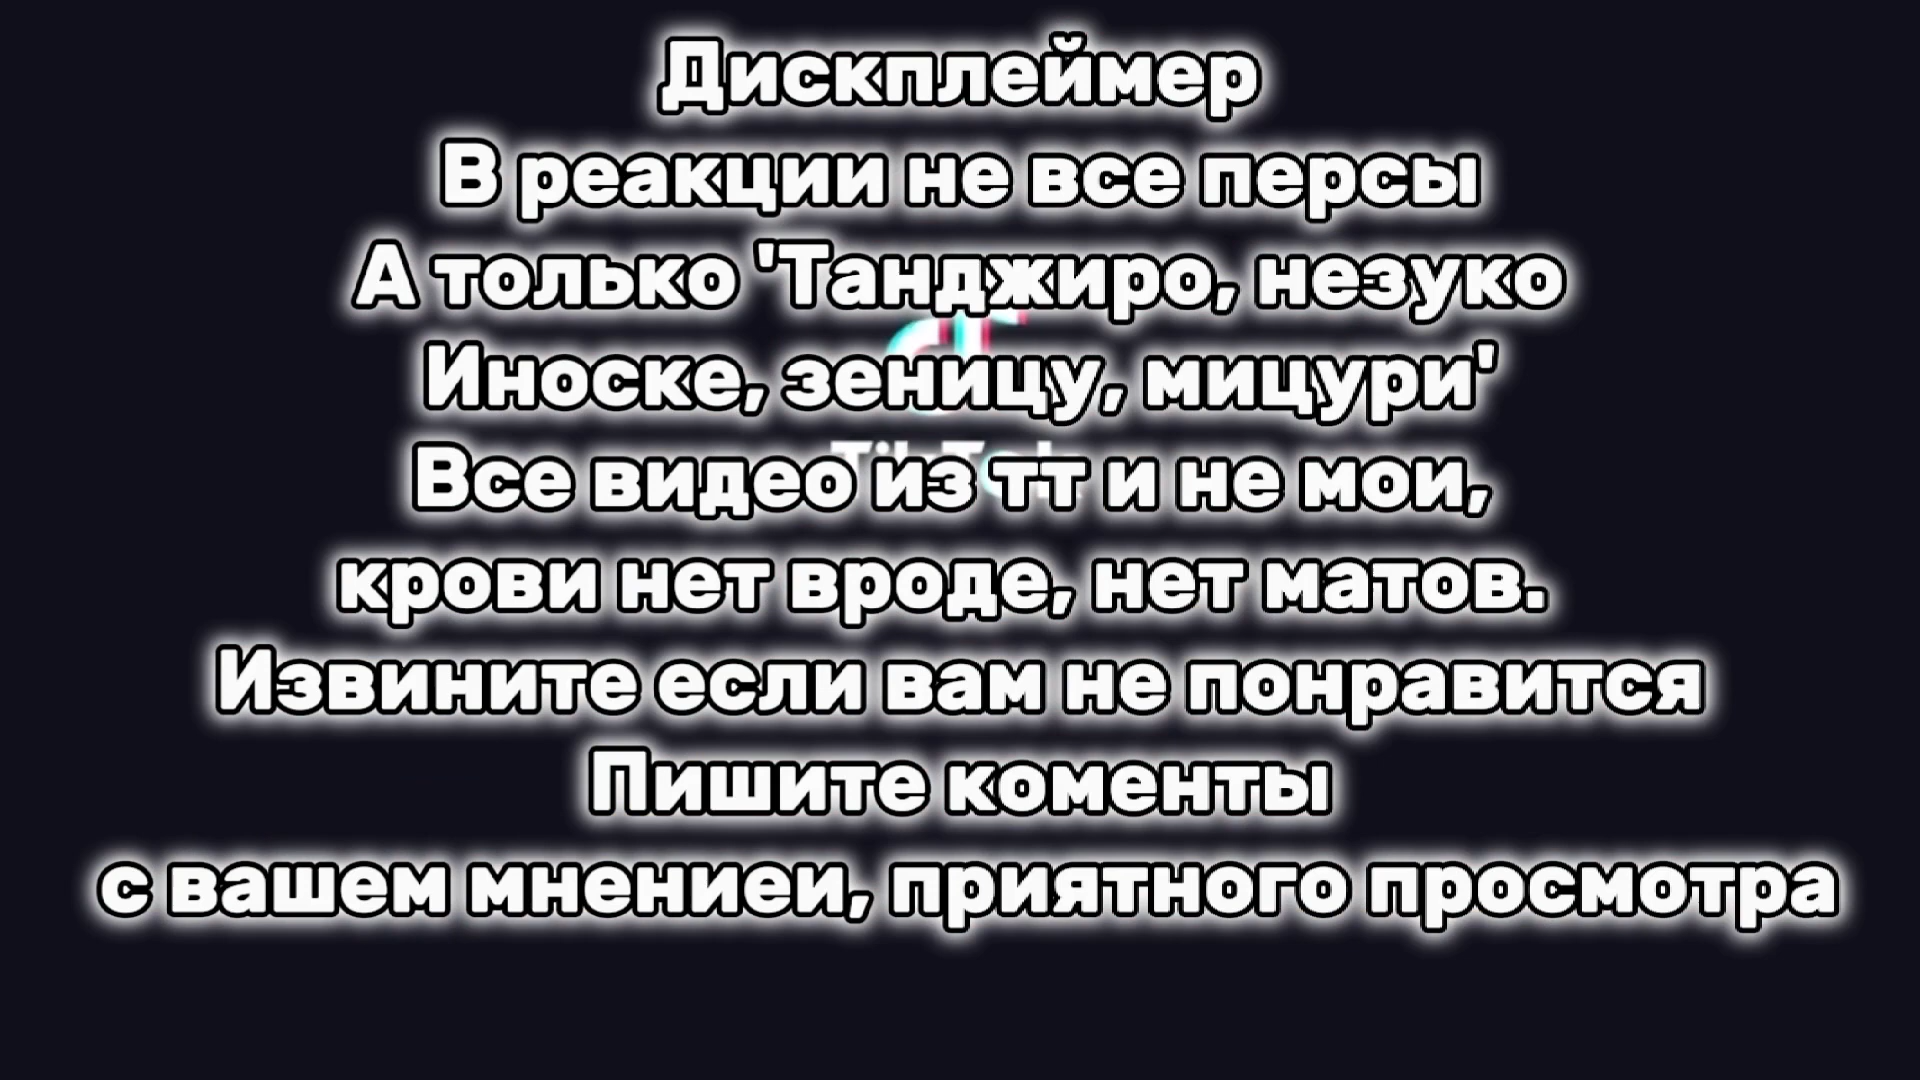 Дискплеймер
В реакции не все персы
А только 'Танджиро, незуко
Иноске, зеницу, мицури'
Все видео из тт и не мои,
крови нет вроде, нет матов.
Извините если вам не понравится
Пишите коменты
с вашем мнениеи, приятного просмотра
TikTok